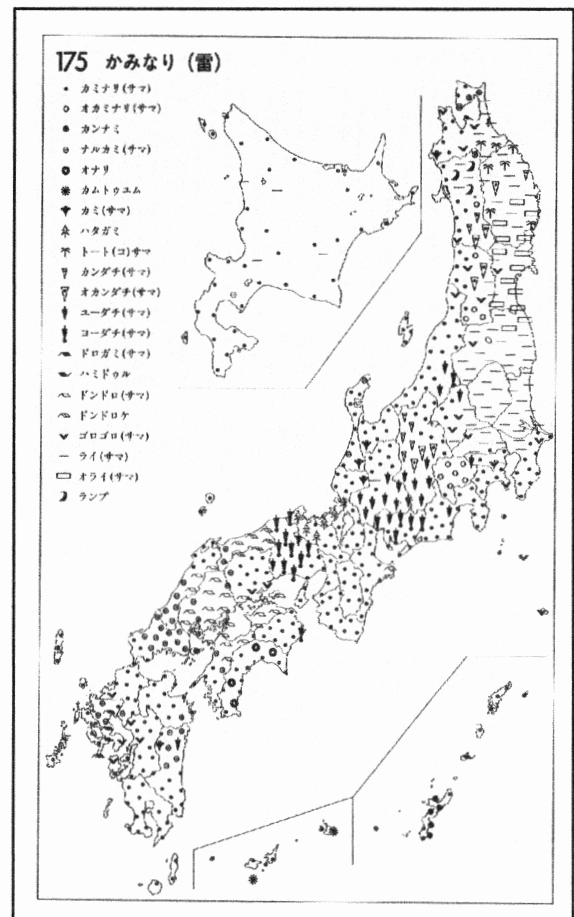 175 かみなり (雷)
カミナリ(サマ)
オカミナリ(サマ)
カンナミ
ナルカミ(サマ)
オナリ
カムトゥエム
カミ(サマ)
ハタガミ
トート(コ)サマ
カンダチ(サマ)
オカンダチ(サマ)
ユーダチ(サマ)
ヨーダチ(サマ)
ドロガミ(サマ)
ハミドゥル
ドンドロ(サマ)
ドンドロケ
ゴロゴロ(サマ)
ライ(サマ)
オライ(サマ)
ランプ